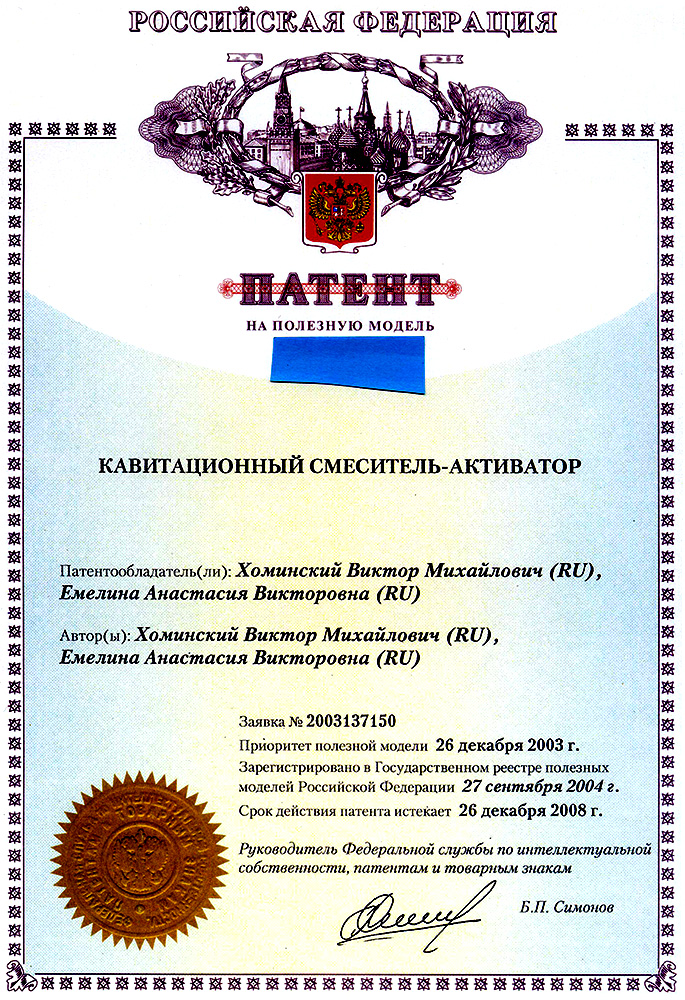 РОССИЙСКАЯ ФЕДЕРАЦИЯ
ПАТЕНТ
НА ПОЛЕЗНУЮ МОДЕЛЬ
КАВИТАЦИОННЫЙ СМЕСИТЕЛЬ-АКТИВАТОР
Патентообладатель(ли): Хоминский Виктор Михайлович (RU),
Емелина Анастасия Викторовна (RU)
Автор(ы): Хоминский Виктор Михайлович (RU),
Емелина Анастасия Викторовна (RU)
Заявка № 2003137150
Приоритет полезной модели 26 декабря 2003 г.
Зарегистрировано в Государственном реестре полезных
моделей Российской Федерации 27 сентября 2004 г.
Срок действия патента истекает 26 декабря 2008 г.
Руководитель Федеральной службы по интеллектуальной
собственности, патентам и товарным знакам
Б.П. Симонов